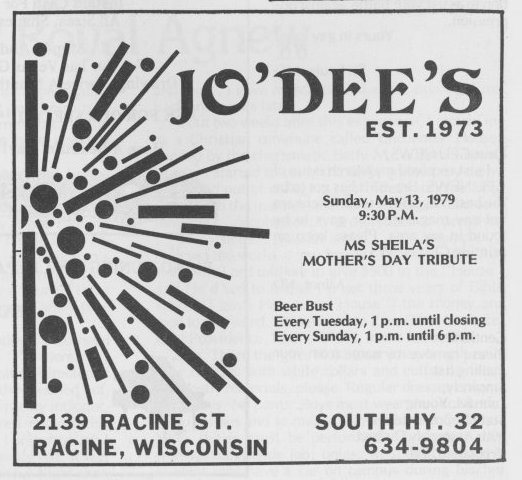 JO'DEE'S
EST. 1973
Sunday, May 13, 1979
9:30 P.M.
MS SHEILA'S
MOTHER'S DAY TRIBUTE
Beer Bust
Every Tuesday, 1 p.m. until closing
Every Sunday, 1 p.m. until 6 p.m.
2139 RACINE ST.
RACINE, WISCONSIN
SOUTH HY. 32
634-9804